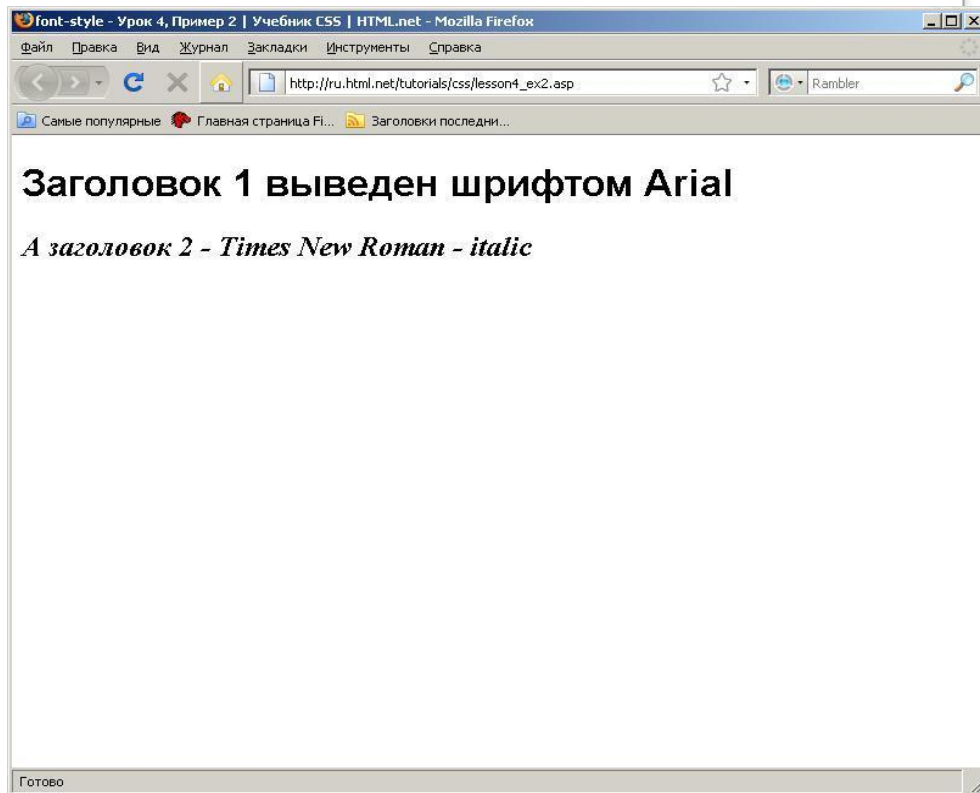 font-style - Урок 4, Пример 2 | Учебник CSS | HTML.net - Mozilla Firefox
Файл Правка Вид Журнал Закладки Инструменты Справка
http://ru.html.net/tutorials/css/lesson4_ex2.asp Rambler
Самые популярные Главная страница Fi... Заголовки последни...
Заголовок 1 выведен шрифтом Arial
А заголовок 2 - Times New Roman - italic
Готово